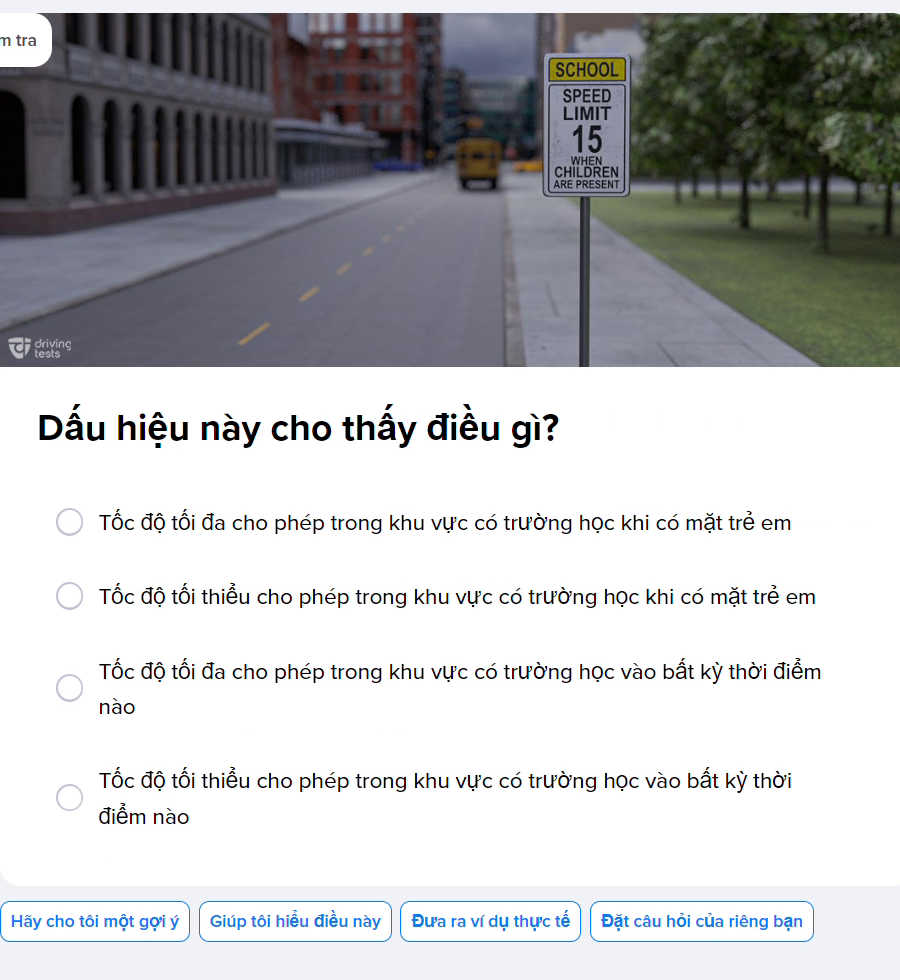 m tra
SCHOOL
SPEED
LIMIT
15
WHEN
CHILDREN
ARE PRESENT
driving
tests
Dấu hiệu này cho thấy điều gì?
Tốc độ tối đa cho phép trong khu vực có trường học khi có mặt trẻ em
Tốc độ tối thiểu cho phép trong khu vực có trường học khi có mặt trẻ em
Tốc độ tối đa cho phép trong khu vực có trường học vào bất kỳ thời điểm
nào
Tốc độ tối thiểu cho phép trong khu vực có trường học vào bất kỳ thời
điểm nào
Hãy cho tôi một gợi ý
Giúp tôi hiểu điều này
Đưa ra ví dụ thực tế
Đặt câu hỏi của riêng bạn